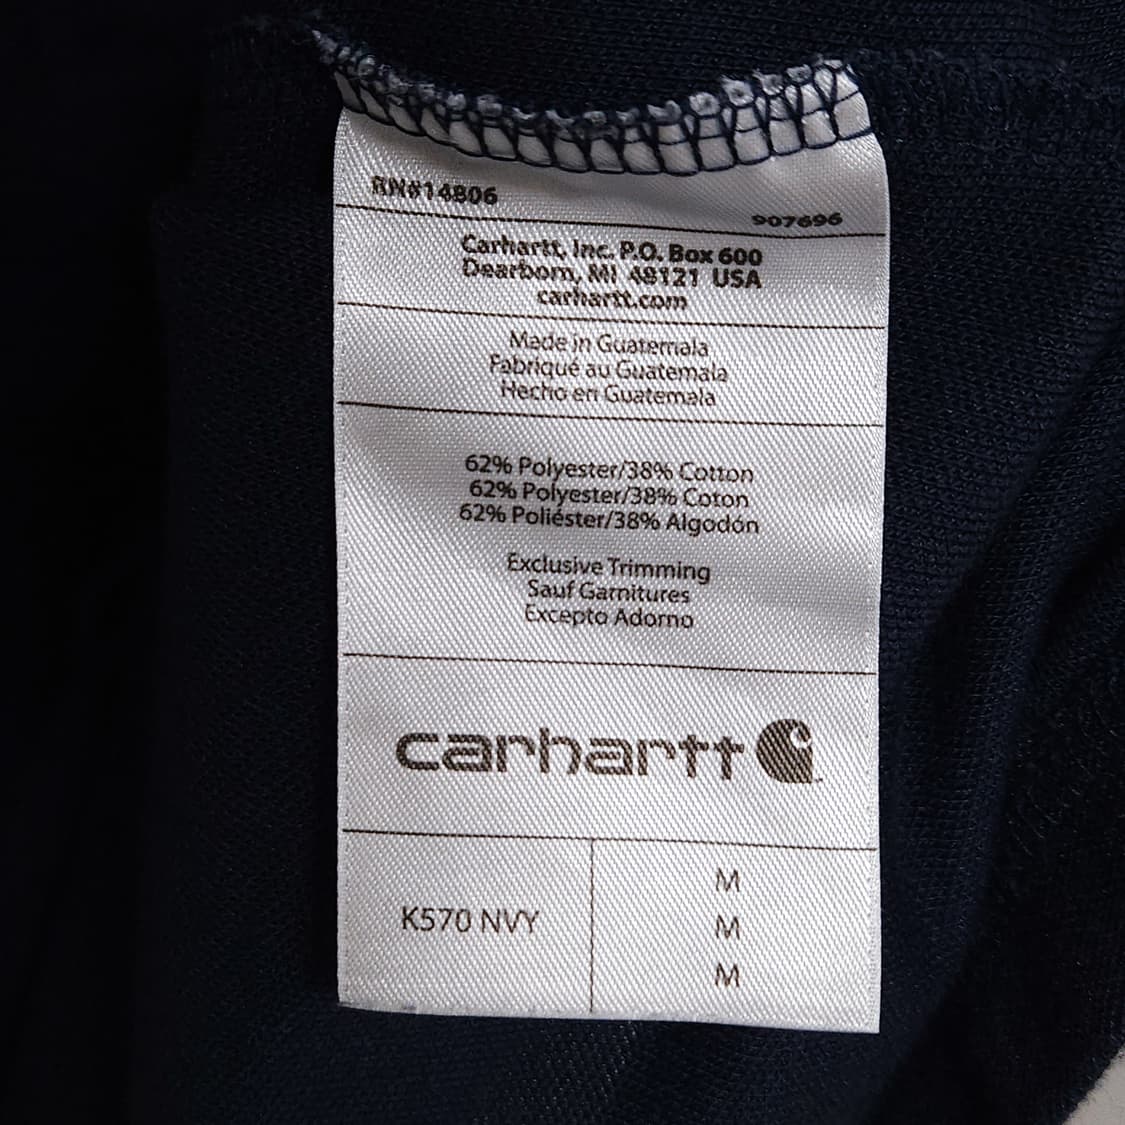 RN#14806
907696
Carhartt, Inc. P.O. Box 600
Dearborn, MI 48121 USA
carhartt.com
Made in Guatemala
Fabriqué au Guatemala
Hecho en Guatemala
62% Polyester/38% Cotton
62% Polyester/38% Coton
62% Poliéster/38% Algodón
Exclusive Trimming
Sauf Garnitures
Excepto Adorno
carhartt
K570 NVY
M
M
M